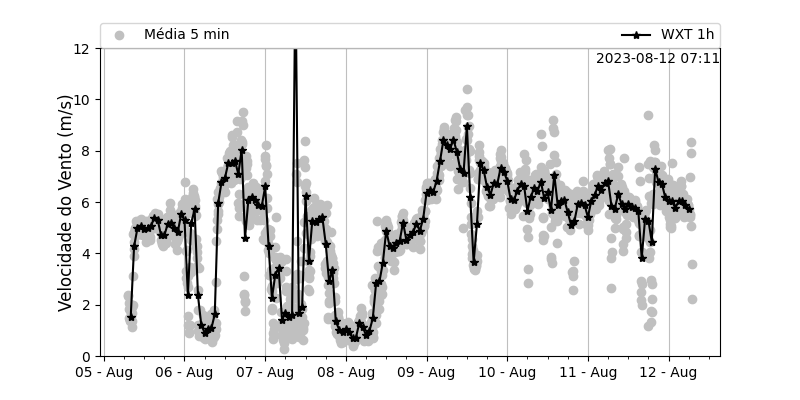 Média 5 min
WXT 1h
2023-08-12 07:11
Velocidade do Vento (m/s)
12
10
8
6
4
2
0
05 - Aug
06 - Aug
07 - Aug
08 - Aug
09 - Aug
10 - Aug
11 - Aug
12 - Aug